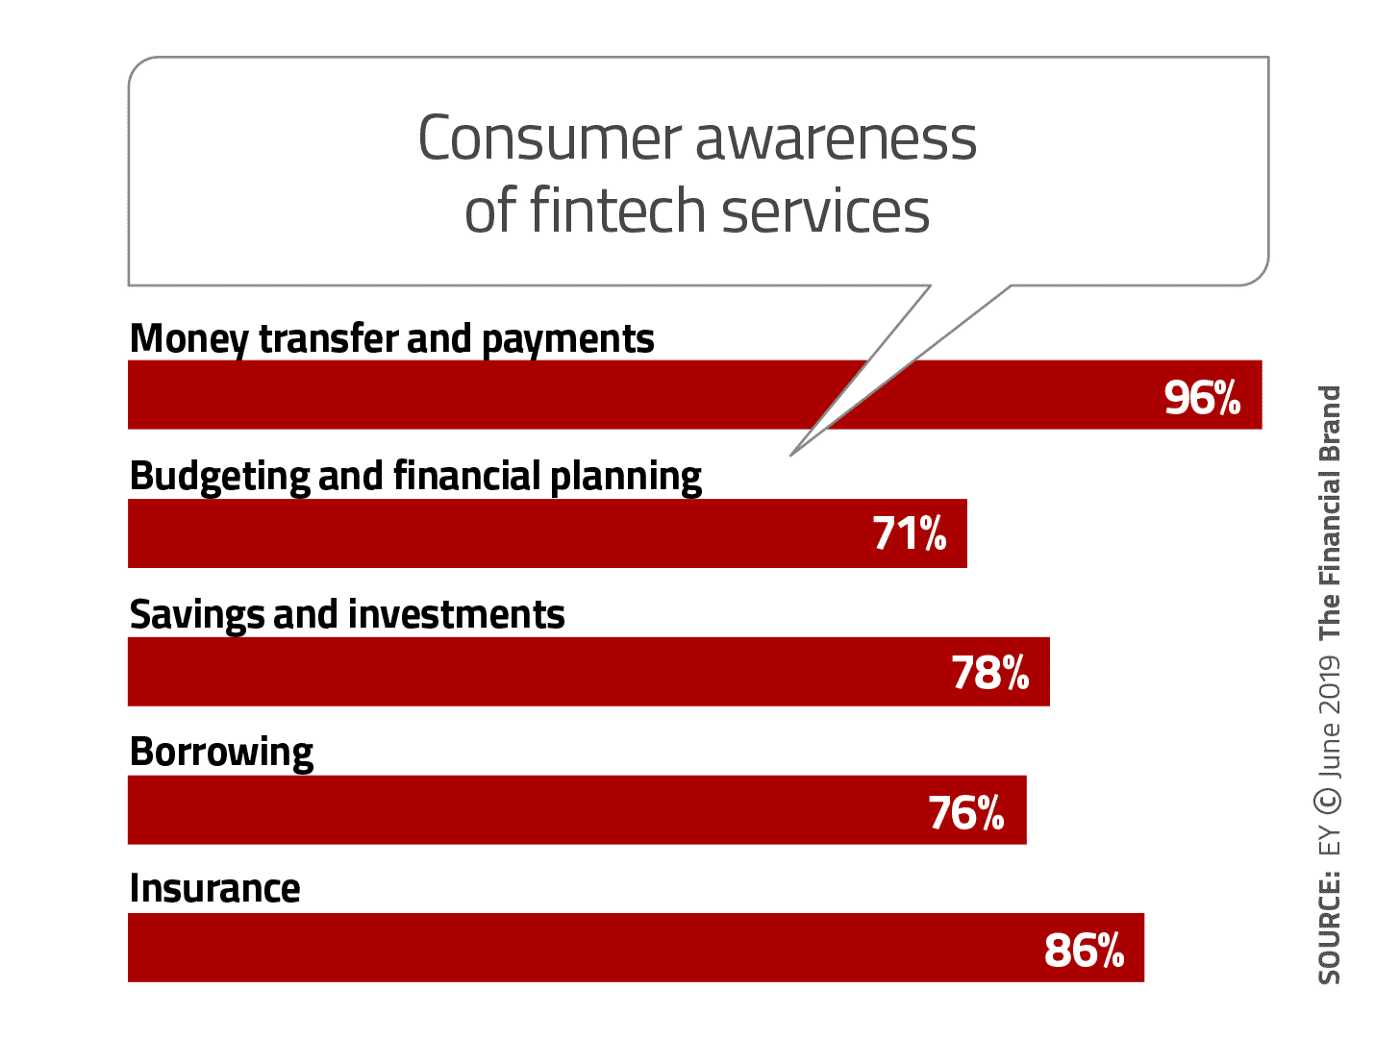 Consumer awareness
of fintech services
Money transfer and payments
96%
Budgeting and financial planning
71%
Savings and investments
78%
Borrowing
76%
Insurance
86%
SOURCE: EY © June 2019 The Financial Brand